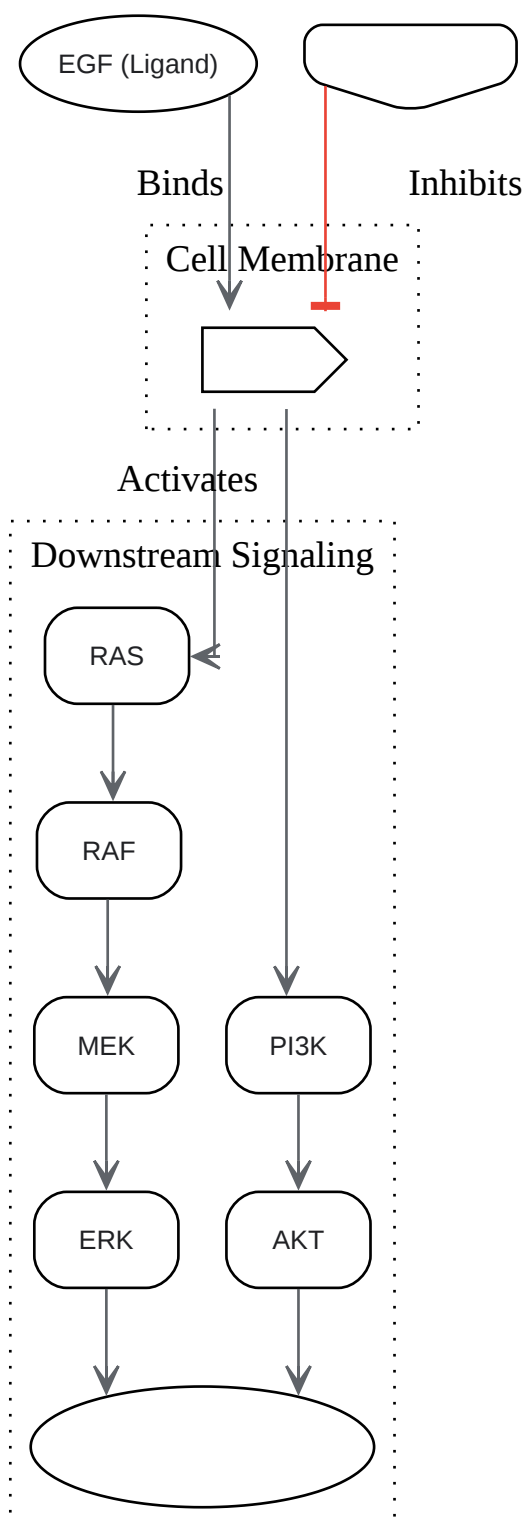 EGF (Ligand)
Binds
Inhibits
Cell Membrane
Activates
Downstream Signaling
RAS
RAF
MEK
PI3K
ERK
AKT